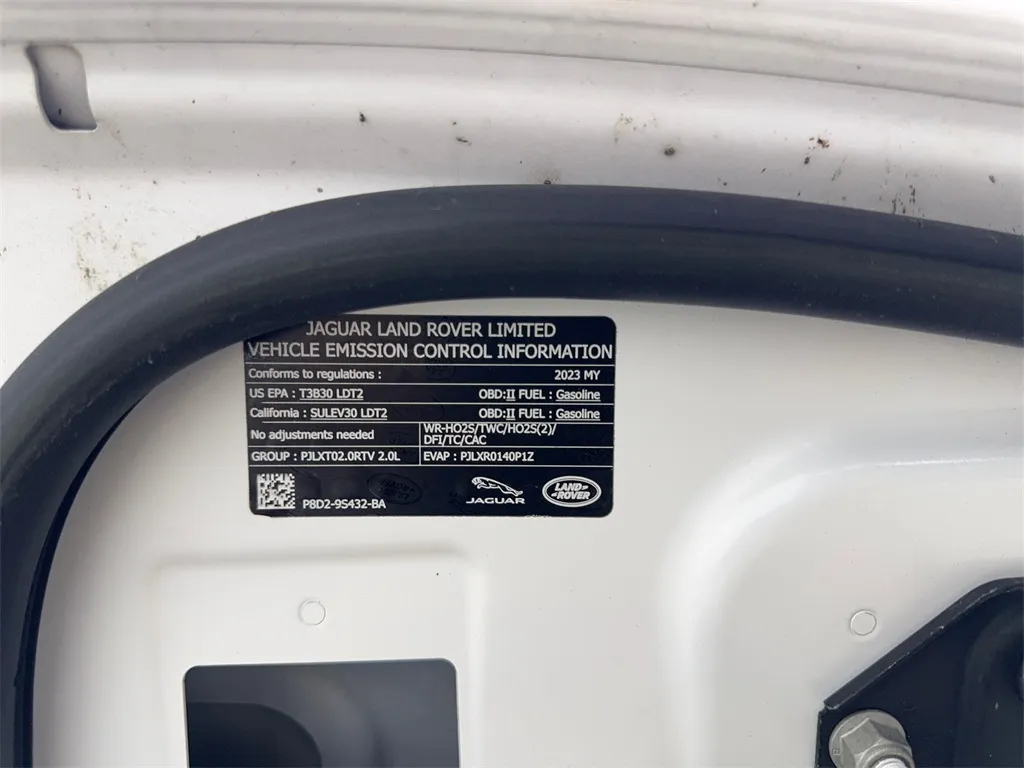 JAGUAR LAND ROVER LIMITED
VEHICLE EMISSION CONTROL INFORMATION
Conforms to regulations : 2023 MY
US EPA : T3B30 LDT2 OBD:II FUEL : Gasoline
California : SULEV30 LDT2 OBD:II FUEL : Gasoline
No adjustments needed WR-HO2S/TWC/HO2S(2)/
DFI/TC/CAC
GROUP : PJLXT02.0RTV 2.0L EVAP : PJLXR0140P1Z
P8D2-9S432-BA
JAGUAR
LAND
ROVER